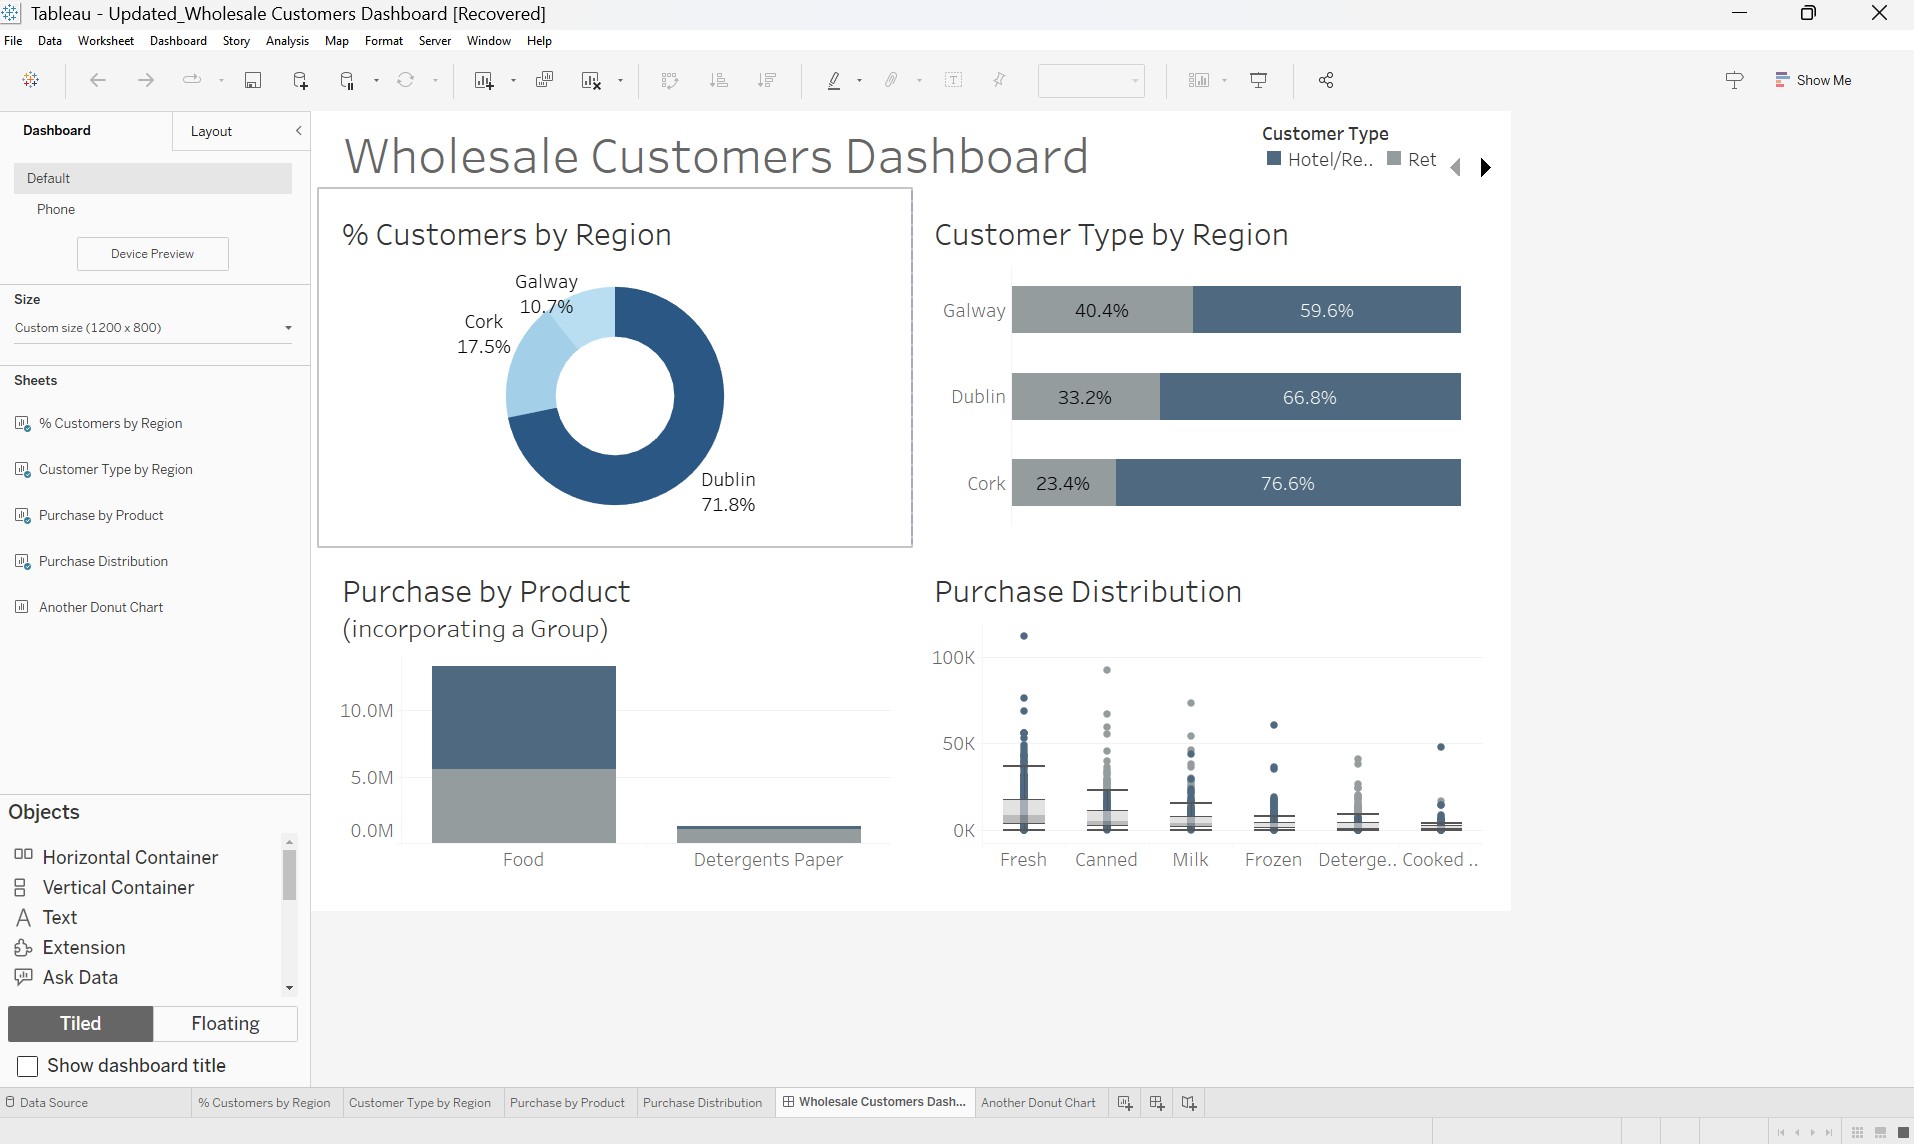 Tableau - Updated_Wholesale Customers Dashboard [Recovered]
File Data Worksheet Dashboard Story Analysis Map Format Server Window Help
Show Me
Dashboard Layout
Default
Phone
Device Preview
Size
Custom size (1200 x 800)
Sheets
% Customers by Region
Customer Type by Region
Purchase by Product
Purchase Distribution
Another Donut Chart
Objects
Horizontal Container
Vertical Container
Text
Extension
Ask Data
Tiled Floating
Show dashboard title
Wholesale Customers Dashboard
Customer Type
Hotel/Re.. Ret
% Customers by Region
Galway
10.7%
Cork
17.5%
Dublin
71.8%
Customer Type by Region
Galway 40.4% 59.6%
Dublin 33.2% 66.8%
Cork 23.4% 76.6%
Purchase by Product
(incorporating a Group)
10.0M
5.0M
0.0M
Food Detergents Paper
Purchase Distribution
100K
50K
0K
Fresh Canned Milk Frozen Deterge.. Cooked ..
Data Source % Customers by Region Customer Type by Region Purchase by Product Purchase Distribution Wholesale Customers Dash... Another Donut Chart